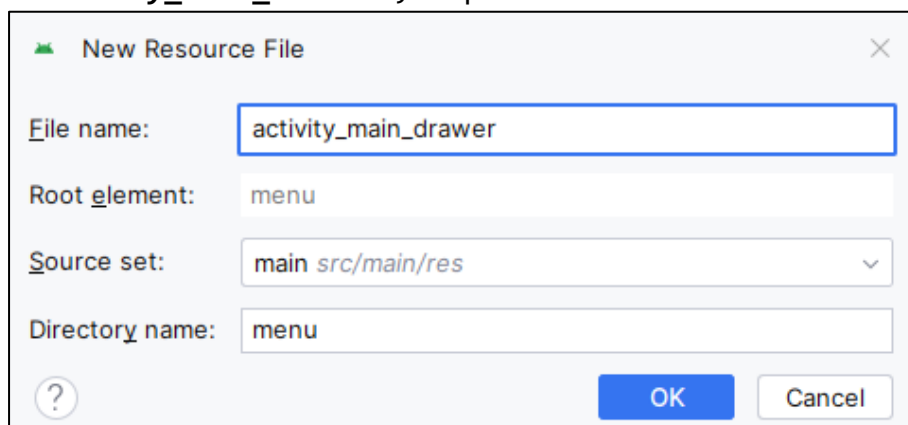 New Resource File
File name: activity_main_drawer
Root element: menu
Source set: main src/main/res
Directory name: menu
? OK Cancel